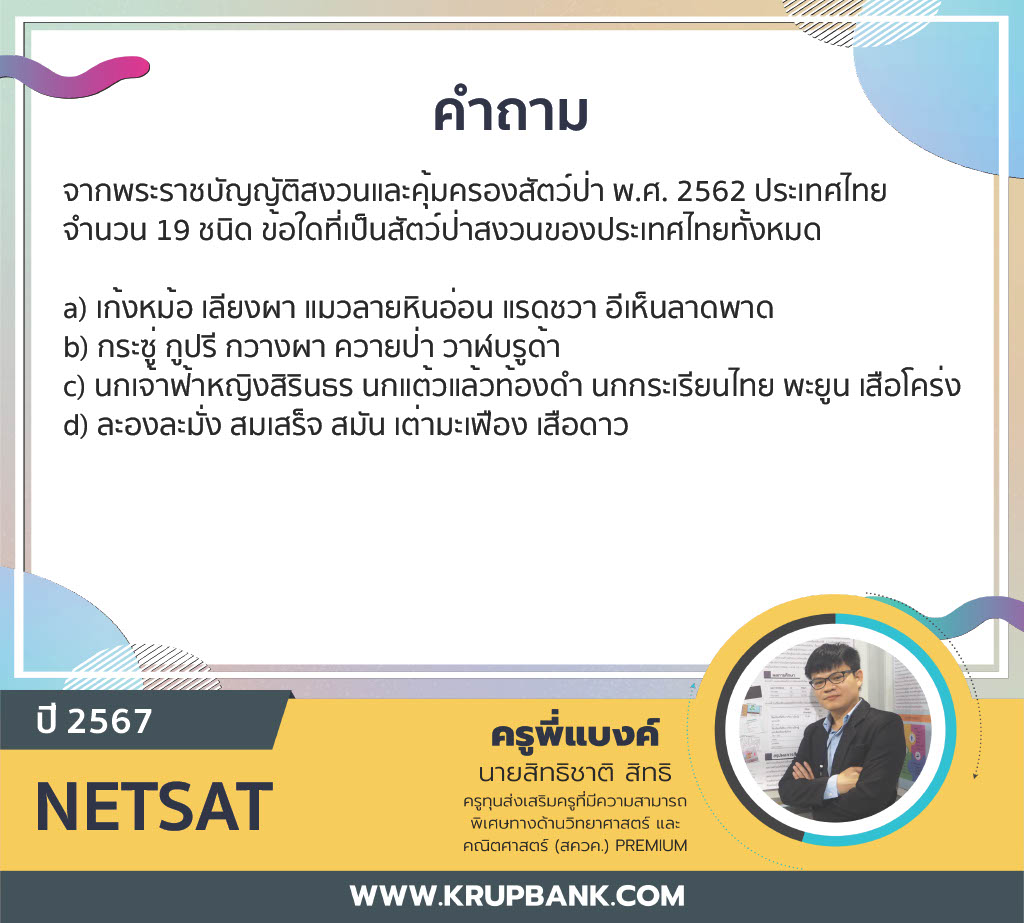 คำถาม
จากพระราชบัญญัติสงวนและคุ้มครองสัตว์ป่า พ.ศ. 2562 ประเทศไทย
จำนวน 19 ชนิด ข้อใดที่เป็นสัตว์ป่าสงวนของประเทศไทยทั้งหมด
a) เก้งหม้อ เลียงผา แมวลายหินอ่อน แรดชวา อีเห็นลาดพาด
b) กระซู่ กูปรี กวางผา ควายป่า วาฬบรูด้า
c) นกเจ้าฟ้าหญิงสิรินธร นกแต้วแล้วท้องดำ นกกระเรียนไทย พะยูน เสือโคร่ง
d) ละองละมั่ง สมเสร็จ สมัน เต่ามะเฟือง เสือดาว
ปี 2567
NETSAT
ครูพี่แบงค์
นายสิทธิชาติ สิทธิ
ครูทุนส่งเสริมครูที่มีความสามารถ
พิเศษทางด้านวิทยาศาสตร์ และ
คณิตศาสตร์ (สควค.) PREMIUM
WWW.KRUPBANK.COM